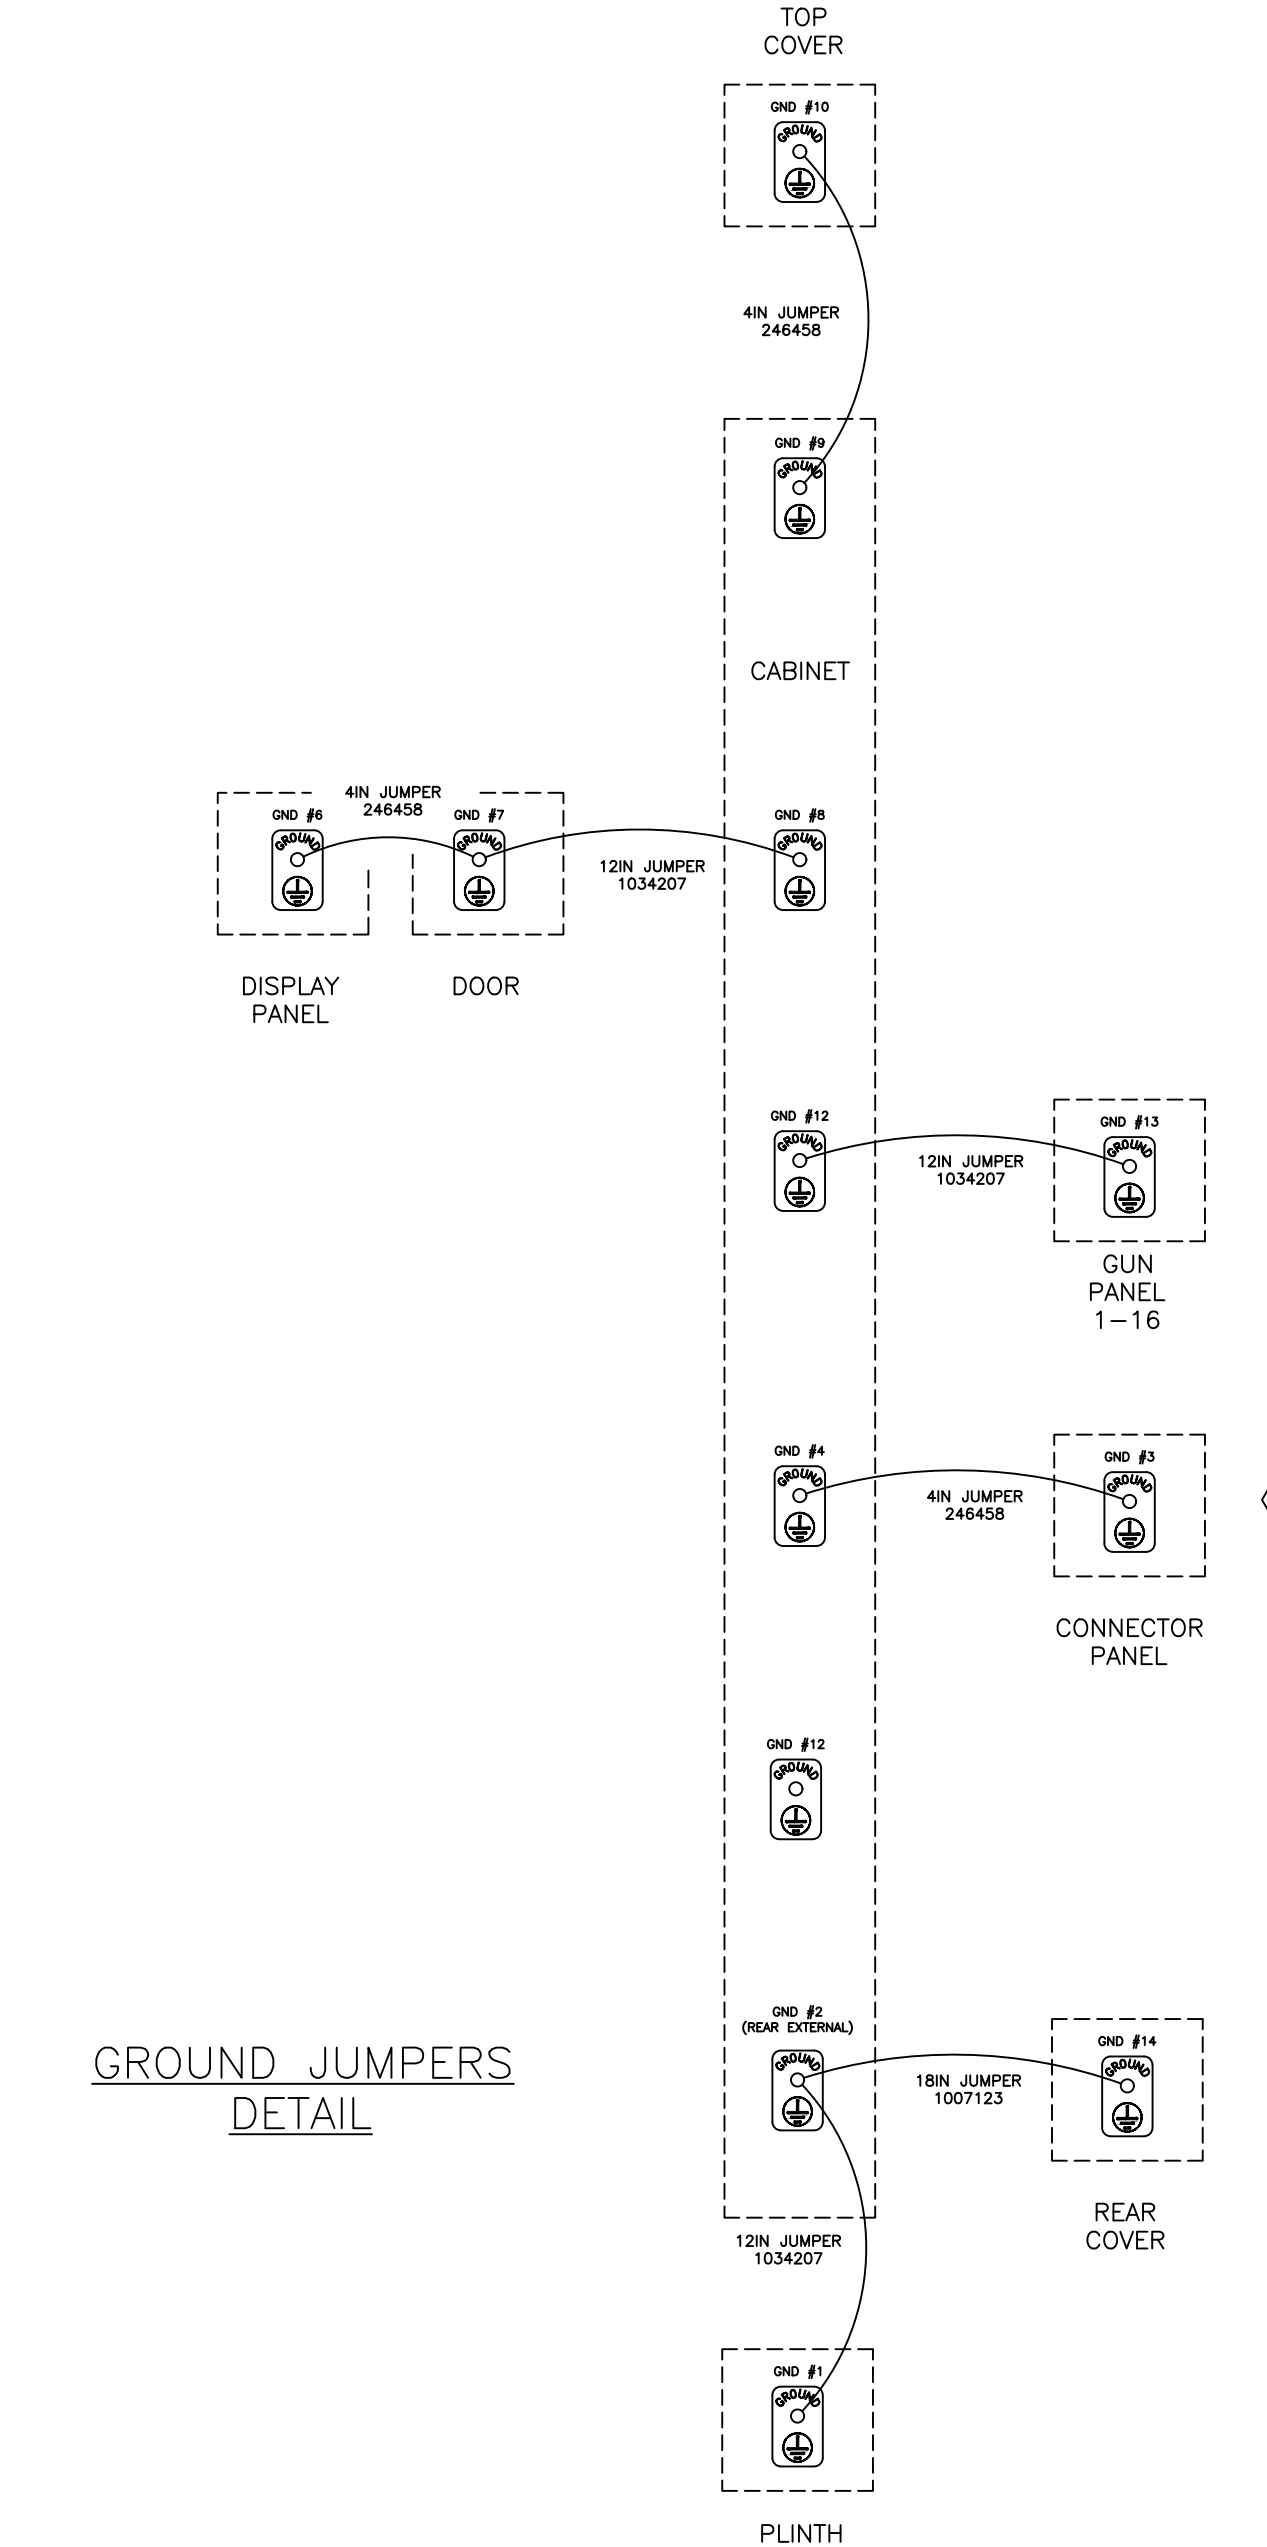 TOP
COVER
GND #10
GROUND
4IN JUMPER
246458
GND #9
GROUND
CABINET
4IN JUMPER
246458
GND #6
GROUND
GND #7
GROUND
GND #8
GROUND
12IN JUMPER
1034207
DISPLAY
PANEL
DOOR
GND #12
GROUND
GND #13
GROUND
12IN JUMPER
1034207
GUN
PANEL
1-16
GND #4
GROUND
GND #3
GROUND
4IN JUMPER
246458
CONNECTOR
PANEL
GND #12
GROUND
GND #2
(REAR EXTERNAL)
GROUND
GND #14
GROUND
18IN JUMPER
1007123
GROUND JUMPERS
DETAIL
REAR
COVER
12IN JUMPER
1034207
GND #1
GROUND
PLINTH